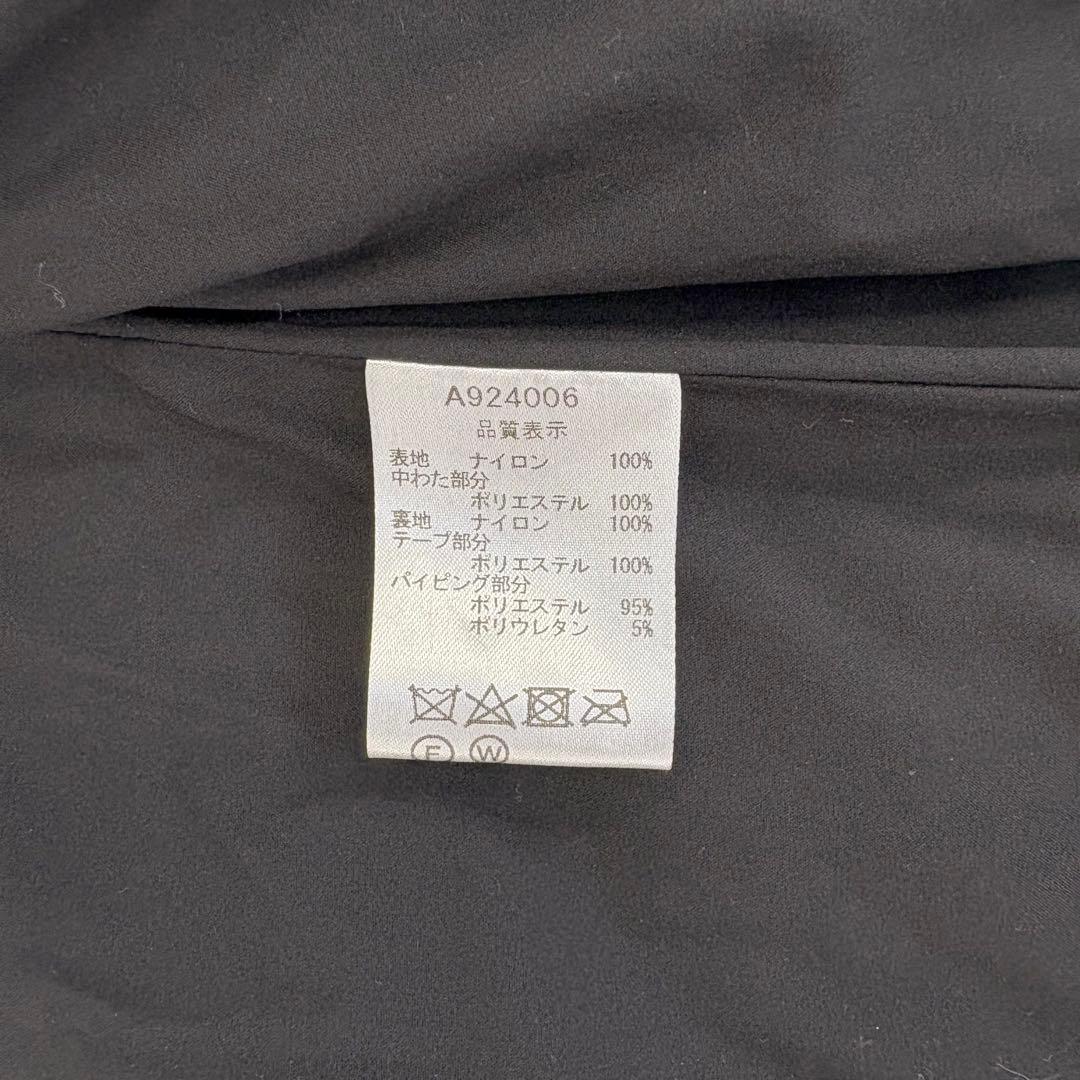 A924006
品質表示
表地 ナイロン 100%
中わた部分
ポリエステル 100%
裏地 ナイロン 100%
テープ部分
ポリエステル 100%
パイピング部分
ポリエステル 95%
ポリウレタン 5%
F W